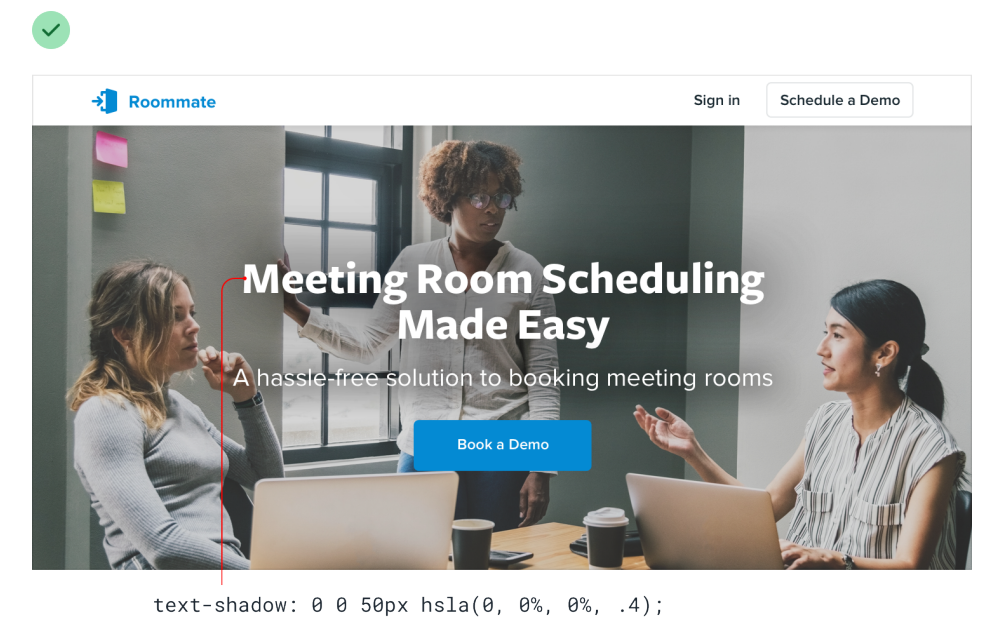 Roommate
Sign in
Schedule a Demo
Meeting Room Scheduling
Made Easy
A hassle-free solution to booking meeting rooms
Book a Demo
text-shadow: 0 0 50px hsla(0, 0%, 0%, .4);